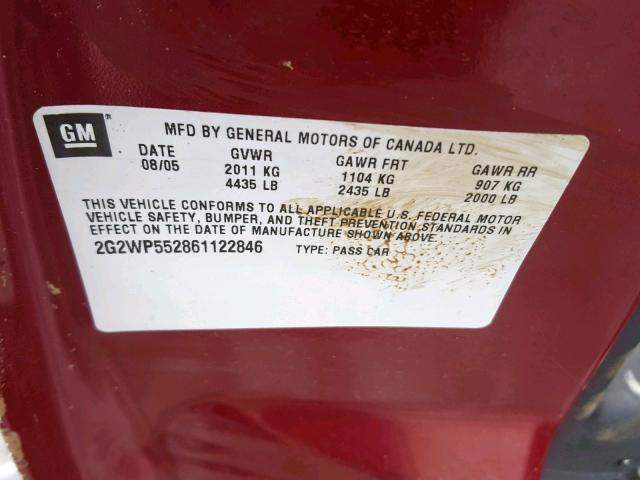 GM
MFD BY GENERAL MOTORS OF CANADA LTD.
DATE GVWR GAWR FRT GAWR RR
08/05 2011 KG 1104 KG 907 KG
4435 LB 2435 LB 2000 LB
THIS VEHICLE CONFORMS TO ALL APPLICABLE U.S. FEDERAL MOTOR
VEHICLE SAFETY, BUMPER, AND THEFT PREVENTION STANDARDS IN
EFFECT ON THE DATE OF MANUFACTURE SHOWN ABOVE.
2G2WP552861122846 TYPE: PASS CAR